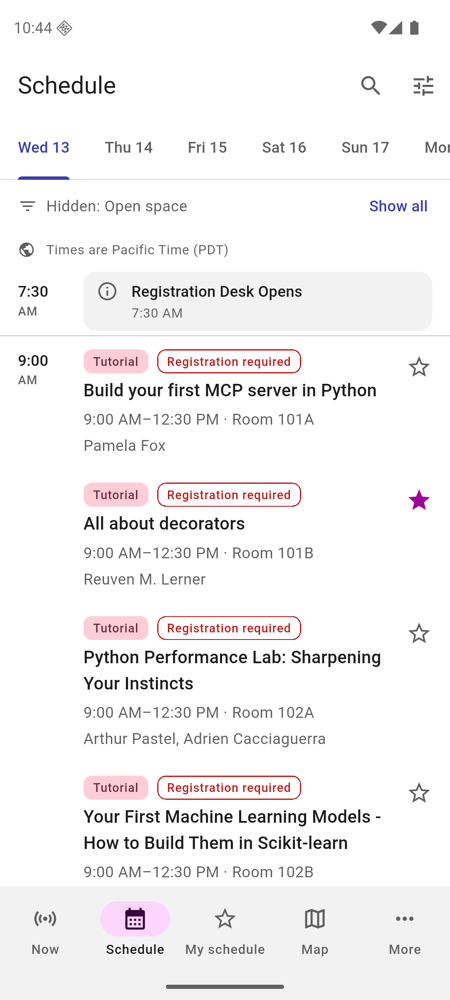 10:44
Schedule
Wed 13
Thu 14
Fri 15
Sat 16
Sun 17
Mo
Hidden: Open space
Show all
Times are Pacific Time (PDT)
7:30
AM
Registration Desk Opens
7:30 AM
9:00
AM
Tutorial
Registration required
Build your first MCP server in Python
9:00 AM–12:30 PM · Room 101A
Pamela Fox
Tutorial
Registration required
All about decorators
9:00 AM–12:30 PM · Room 101B
Reuven M. Lerner
Tutorial
Registration required
Python Performance Lab: Sharpening
Your Instincts
9:00 AM–12:30 PM · Room 102A
Arthur Pastel, Adrien Cacciaguerra
Tutorial
Registration required
Your First Machine Learning Models -
How to Build Them in Scikit-learn
9:00 AM–12:30 PM · Room 102B
Now
Schedule
My schedule
Map
More